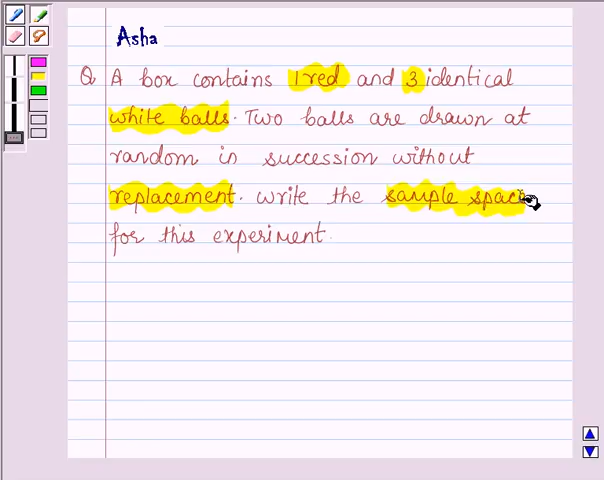 Asha
Q A box contains 1 red and 3 identical
white balls. Two balls are drawn at
random in succession without
replacement. write the sample space
for this experiment.